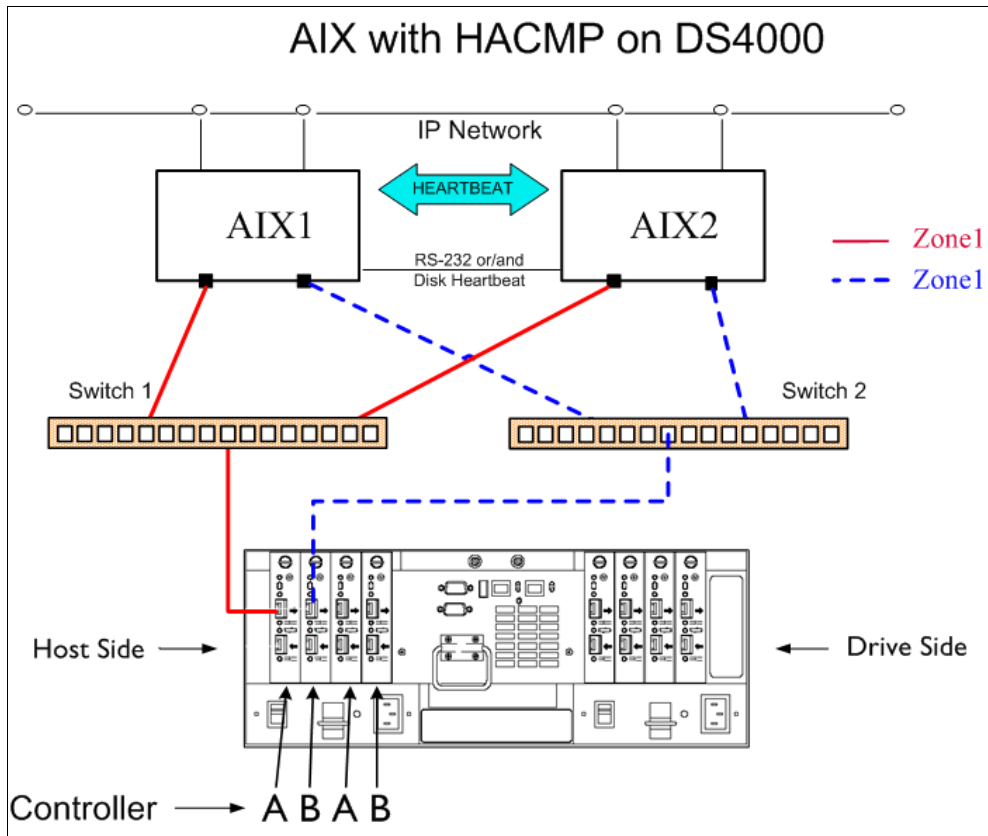 AIX with HACMP on DS4000
IP Network
HEARTBEAT
AIX1
AIX2
RS-232 or/and
Disk Heartbeat
Zone1
Zone1
Switch 1
Switch 2
Host Side
Drive Side
Controller
A B A B